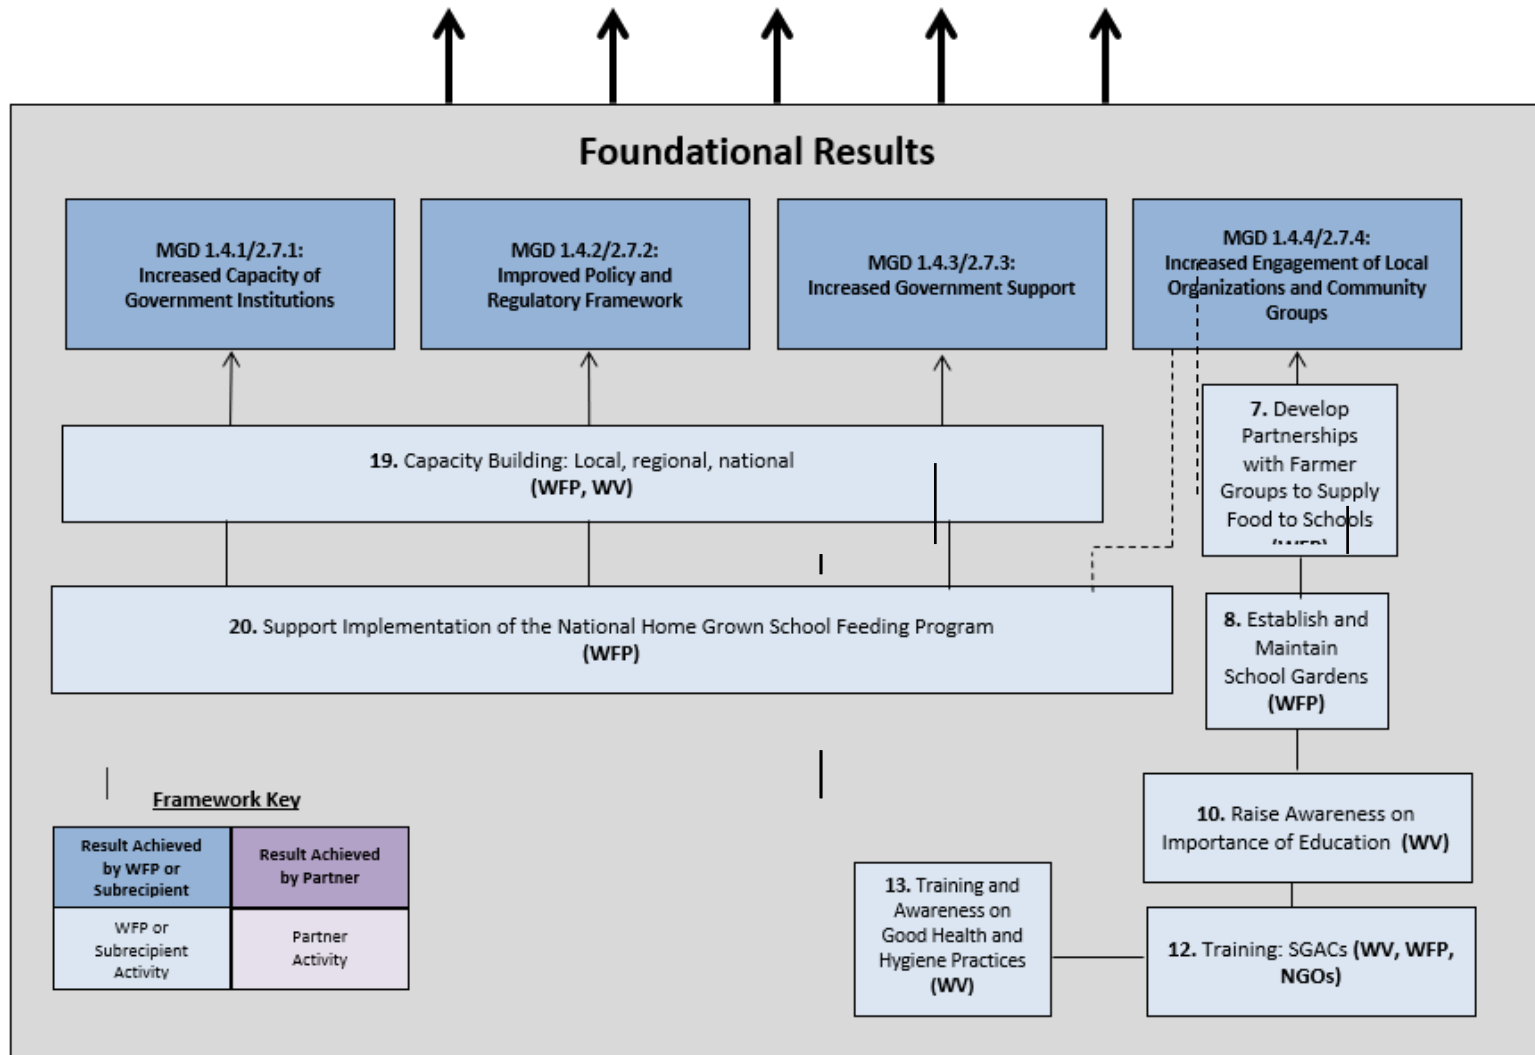 Foundational Results
MGD 1.4.1/2.7.1:
Increased Capacity of
Government Institutions
MGD 1.4.2/2.7.2:
Improved Policy and
Regulatory Framework
MGD 1.4.3/2.7.3:
Increased Government Support
MGD 1.4.4/2.7.4:
Increased Engagement of Local
Organizations and Community
Groups
19. Capacity Building: Local, regional, national
(WFP, WV)
7. Develop
Partnerships
with Farmer
Groups to Supply
Food to Schools
20. Support Implementation of the National Home Grown School Feeding Program
(WFP)
8. Establish and
Maintain
School Gardens
(WFP)
10. Raise Awareness on
Importance of Education (WV)
13. Training and
Awareness on
Good Health and
Hygiene Practices
(WV)
12. Training: SGACs (WV, WFP,
NGOs)
Framework Key
Result Achieved
by WFP or
Subrecipient
Result Achieved
by Partner
WFP or
Subrecipient
Activity
Partner
Activity